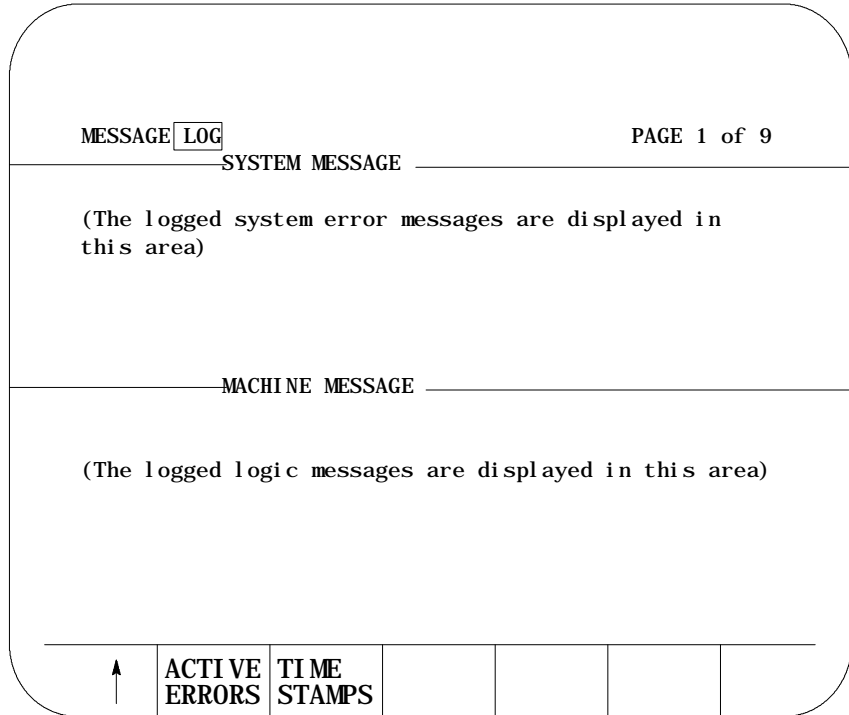 MESSAGE LOG PAGE 1 of 9
SYSTEM MESSAGE
(The logged system error messages are displayed in
this area)
MACHINE MESSAGE
(The logged logic messages are displayed in this area)
ACTIVE ERRORS
TIME STAMPS